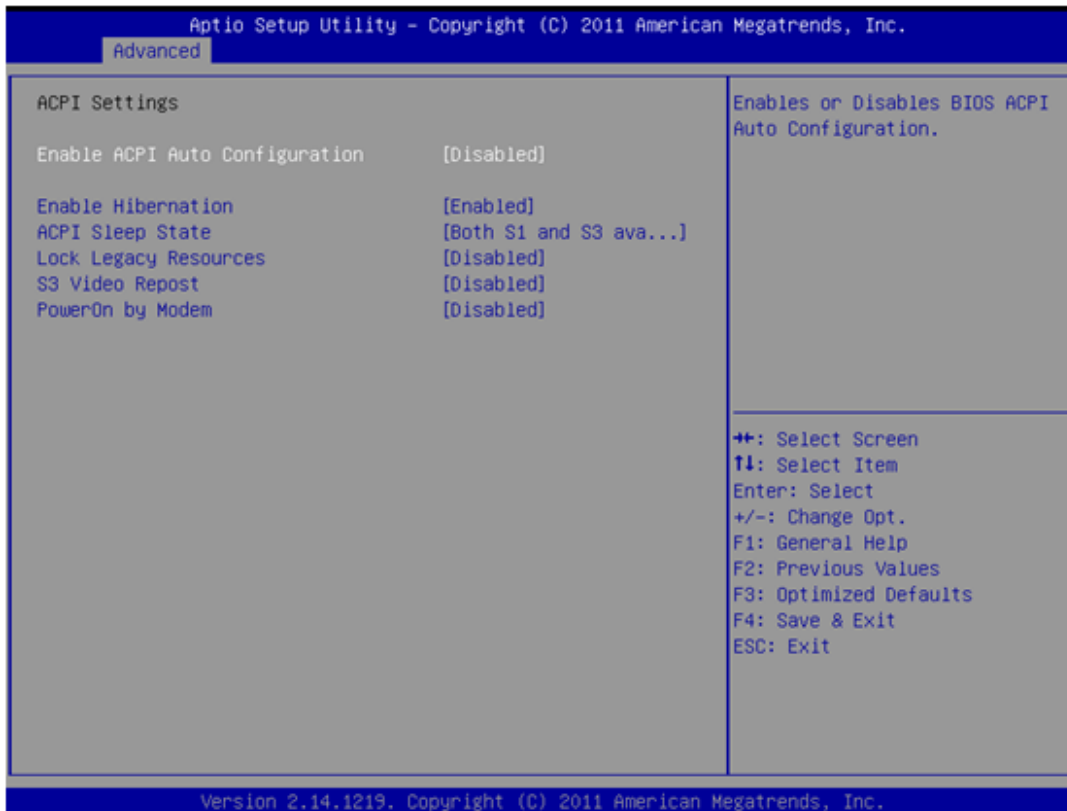 Aptio Setup Utility – Copyright (C) 2011 American Megatrends, Inc.
Advanced
ACPI Settings
Enable ACPI Auto Configuration [Disabled]
Enable Hibernation [Enabled]
ACPI Sleep State [Both S1 and S3 ava...]
Lock Legacy Resources [Disabled]
S3 Video Repost [Disabled]
PowerOn by Modem [Disabled]
Enables or Disables BIOS ACPI
Auto Configuration.
→←: Select Screen
↑↓: Select Item
Enter: Select
+/-: Change Opt.
F1: General Help
F2: Previous Values
F3: Optimized Defaults
F4: Save & Exit
ESC: Exit
Version 2.14.1219. Copyright (C) 2011 American Megatrends, Inc.